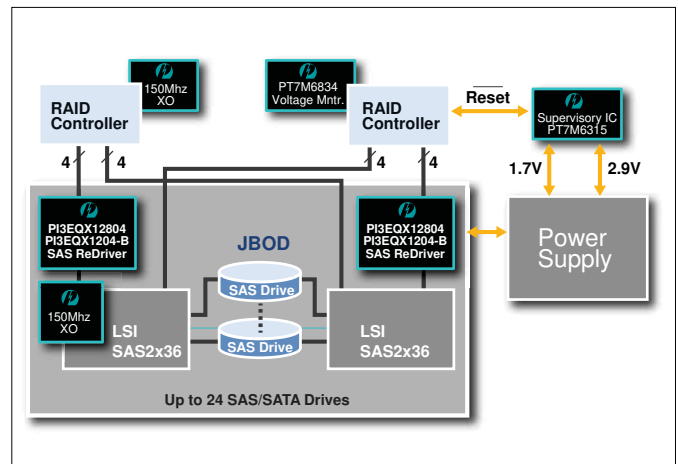 150Mhz
XO
PT7M6834
Voltage Mntr.
RAID
Controller
RAID
Controller
Reset
Supervisory IC
PT7M6315
4
4
4
4
1.7V
2.9V
PI3EQX12804
PI3EQX1204-B
SAS ReDriver
JBOD
PI3EQX12804
PI3EQX1204-B
SAS ReDriver
Power
Supply
150Mhz
XO
LSI
SAS2x36
SAS Drive
SAS Drive
LSI
SAS2x36
Up to 24 SAS/SATA Drives